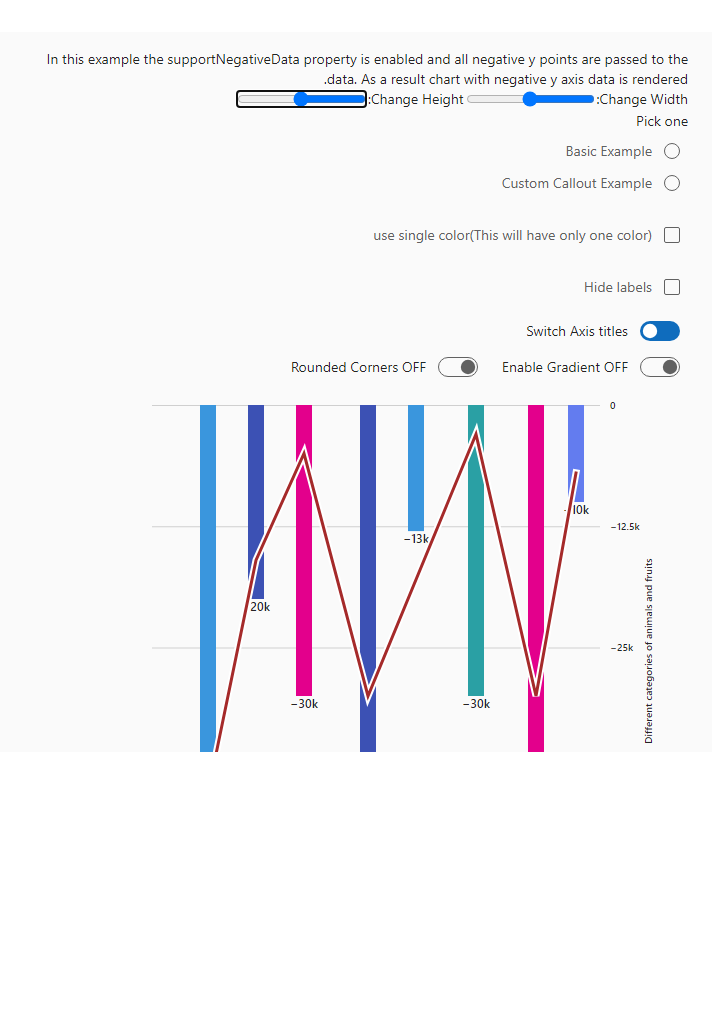 In this example the supportNegativeData property is enabled and all negative y points are passed to the
.data. As a result chart with negative y axis data is rendered
:Change Width
:Change Height
Pick one
Basic Example
Custom Callout Example
use single color(This will have only one color)
Hide labels
Switch Axis titles
Enable Gradient OFF
Rounded Corners OFF
0
−12.5k
−25k
20k
−30k
−13k
−30k
10k
Different categories of animals and fruits